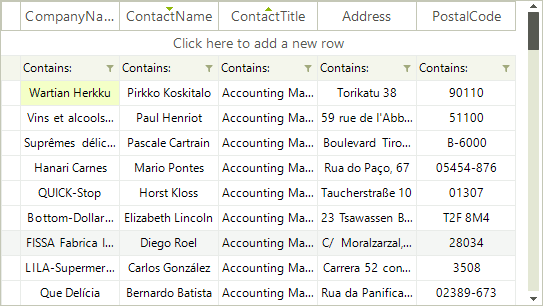 CompanyNa... ContactName ContactTitle Address PostalCode
Click here to add a new row
Contains: Contains: Contains: Contains: Contains:
Wartian Herkku Pirkko Koskitalo Accounting Ma... Torikatu 38 90110
Vins et alcools... Paul Henriot Accounting Ma... 59 rue de l'Abb... 51100
Suprêmes délic... Pascale Cartrain Accounting Ma... Boulevard Tiro... B-6000
Hanari Carnes Mario Pontes Accounting Ma... Rua do Paço, 67 05454-876
QUICK-Stop Horst Kloss Accounting Ma... Taucherstraße 10 01307
Bottom-Dollar... Elizabeth Lincoln Accounting Ma... 23 Tsawassen B... T2F 8M4
FISSA Fabrica I... Diego Roel Accounting Ma... C/ Moralzarzal,... 28034
LILA-Supermer... Carlos González Accounting Ma... Carrera 52 con... 3508
Que Delícia Bernardo Batista Accounting Ma... Rua da Panifica... 02389-673